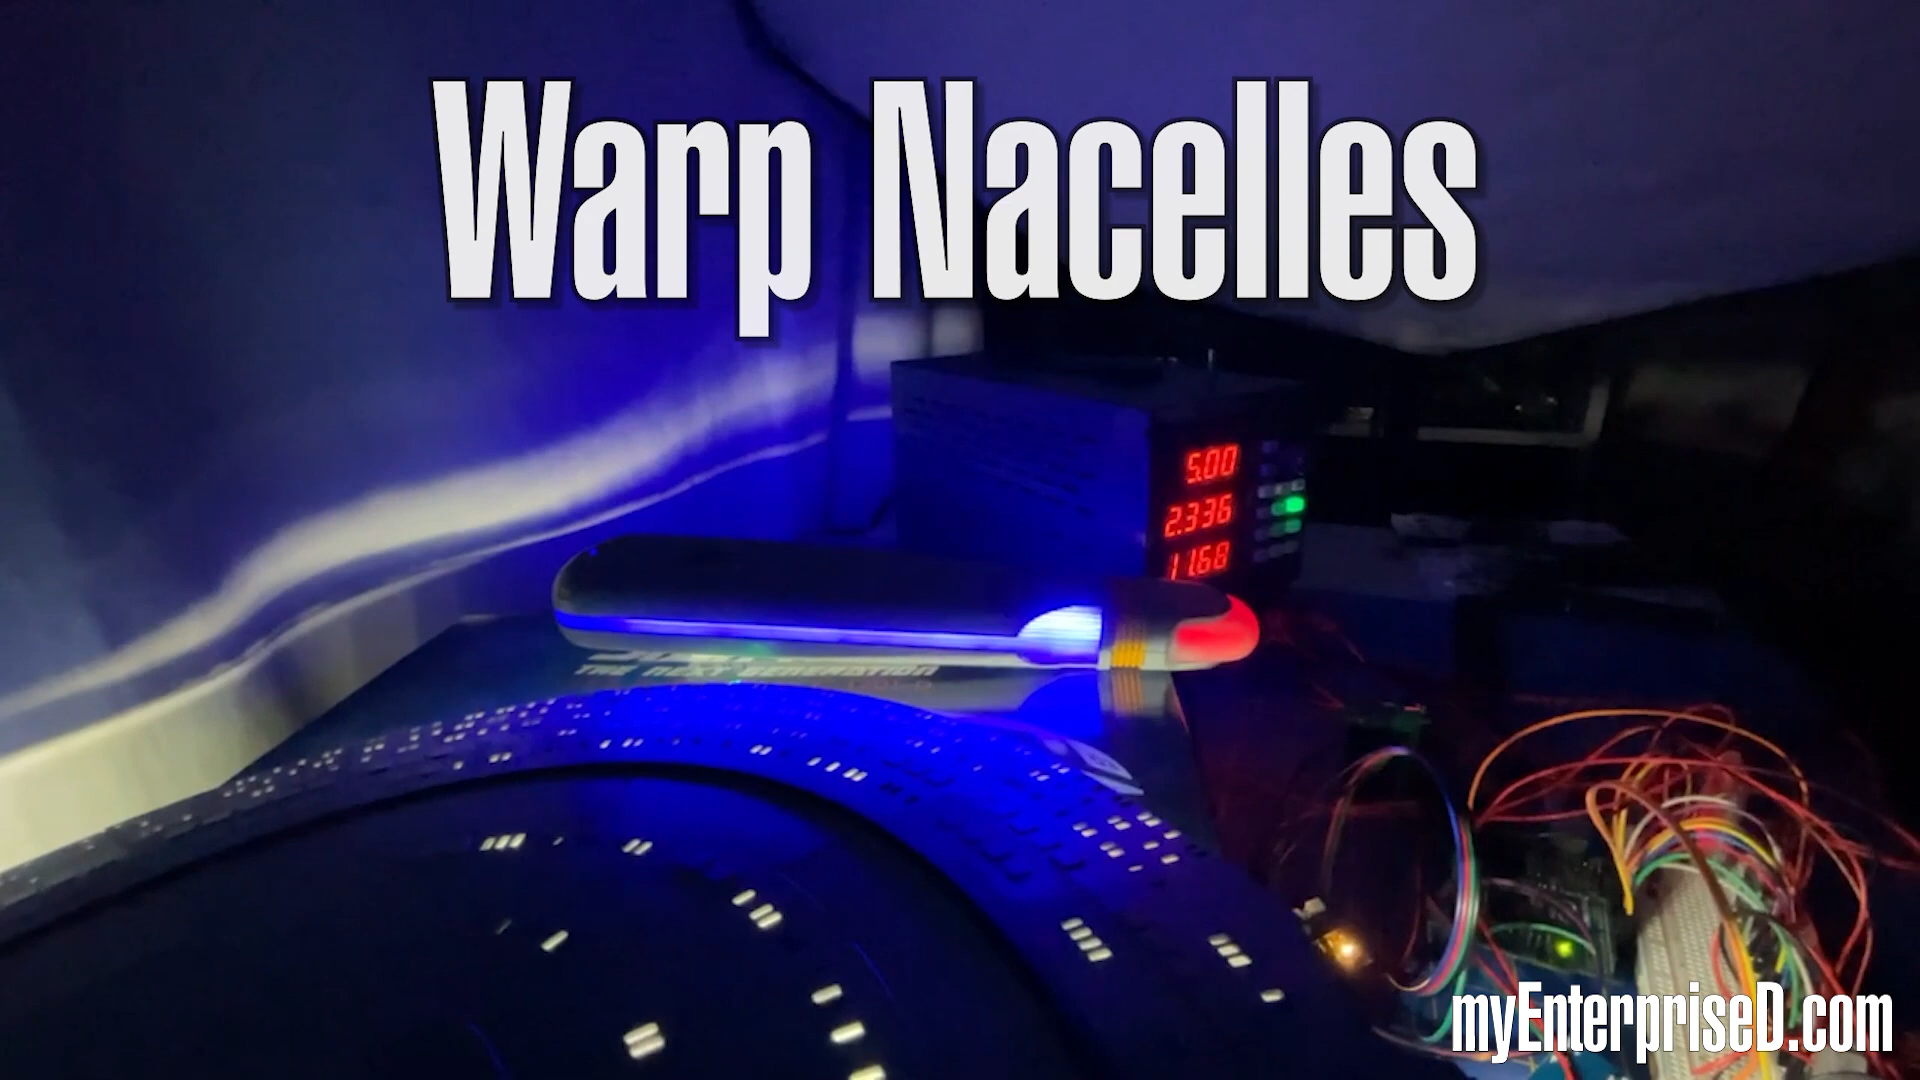 Warp Nacelles
5.00
2.336
11.68
THE NEXT GENERATION
myEnterpriseD.com